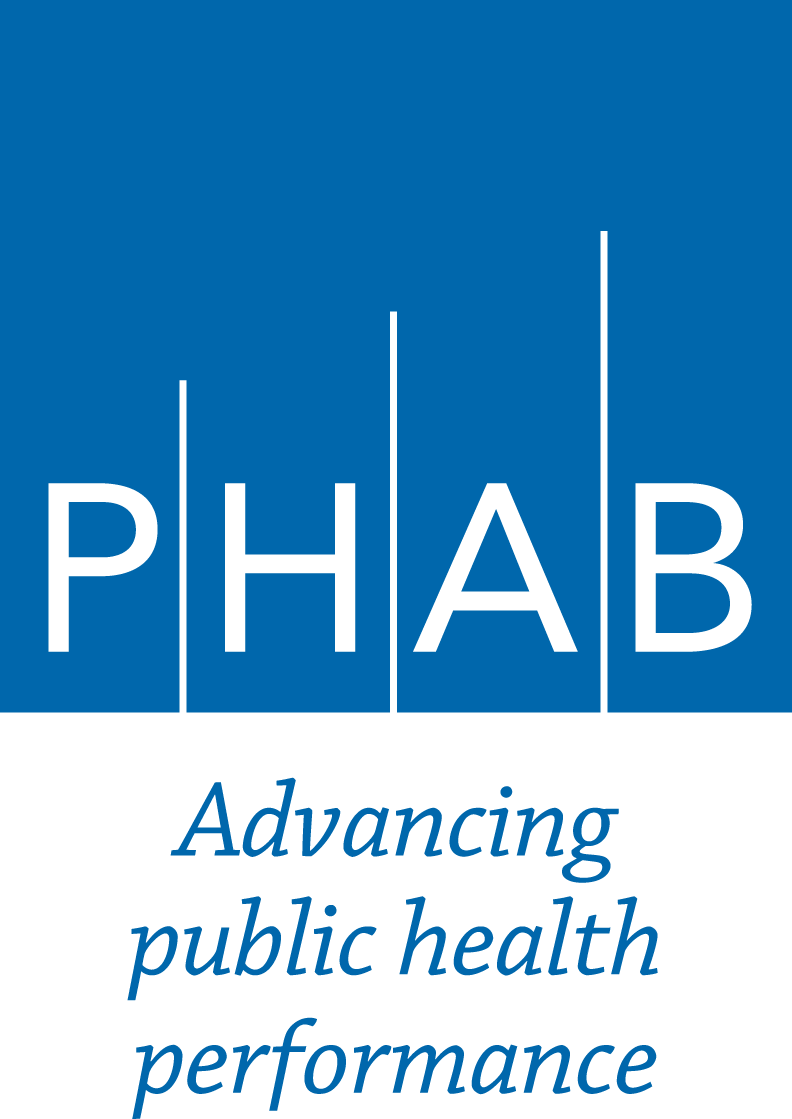 PHAB
Advancing
public health
performance